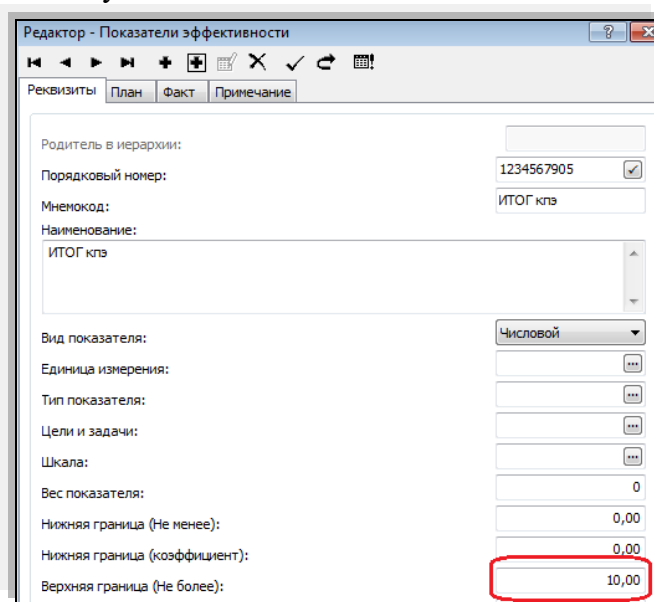 Редактор - Показатели эффективности
Реквизиты План Факт Примечание
Родитель в иерархии:
Порядковый номер: 1234567905
Мнемокод: ИТОГ кпэ
Наименование:
ИТОГ кпэ
Вид показателя: Числовой
Единица измерения: ...
Тип показателя: ...
Цели и задачи: ...
Шкала: ...
Вес показателя: 0
Нижняя граница (Не менее): 0,00
Нижняя граница (коэффициент): 0,00
Верхняя граница (Не более): 10,00